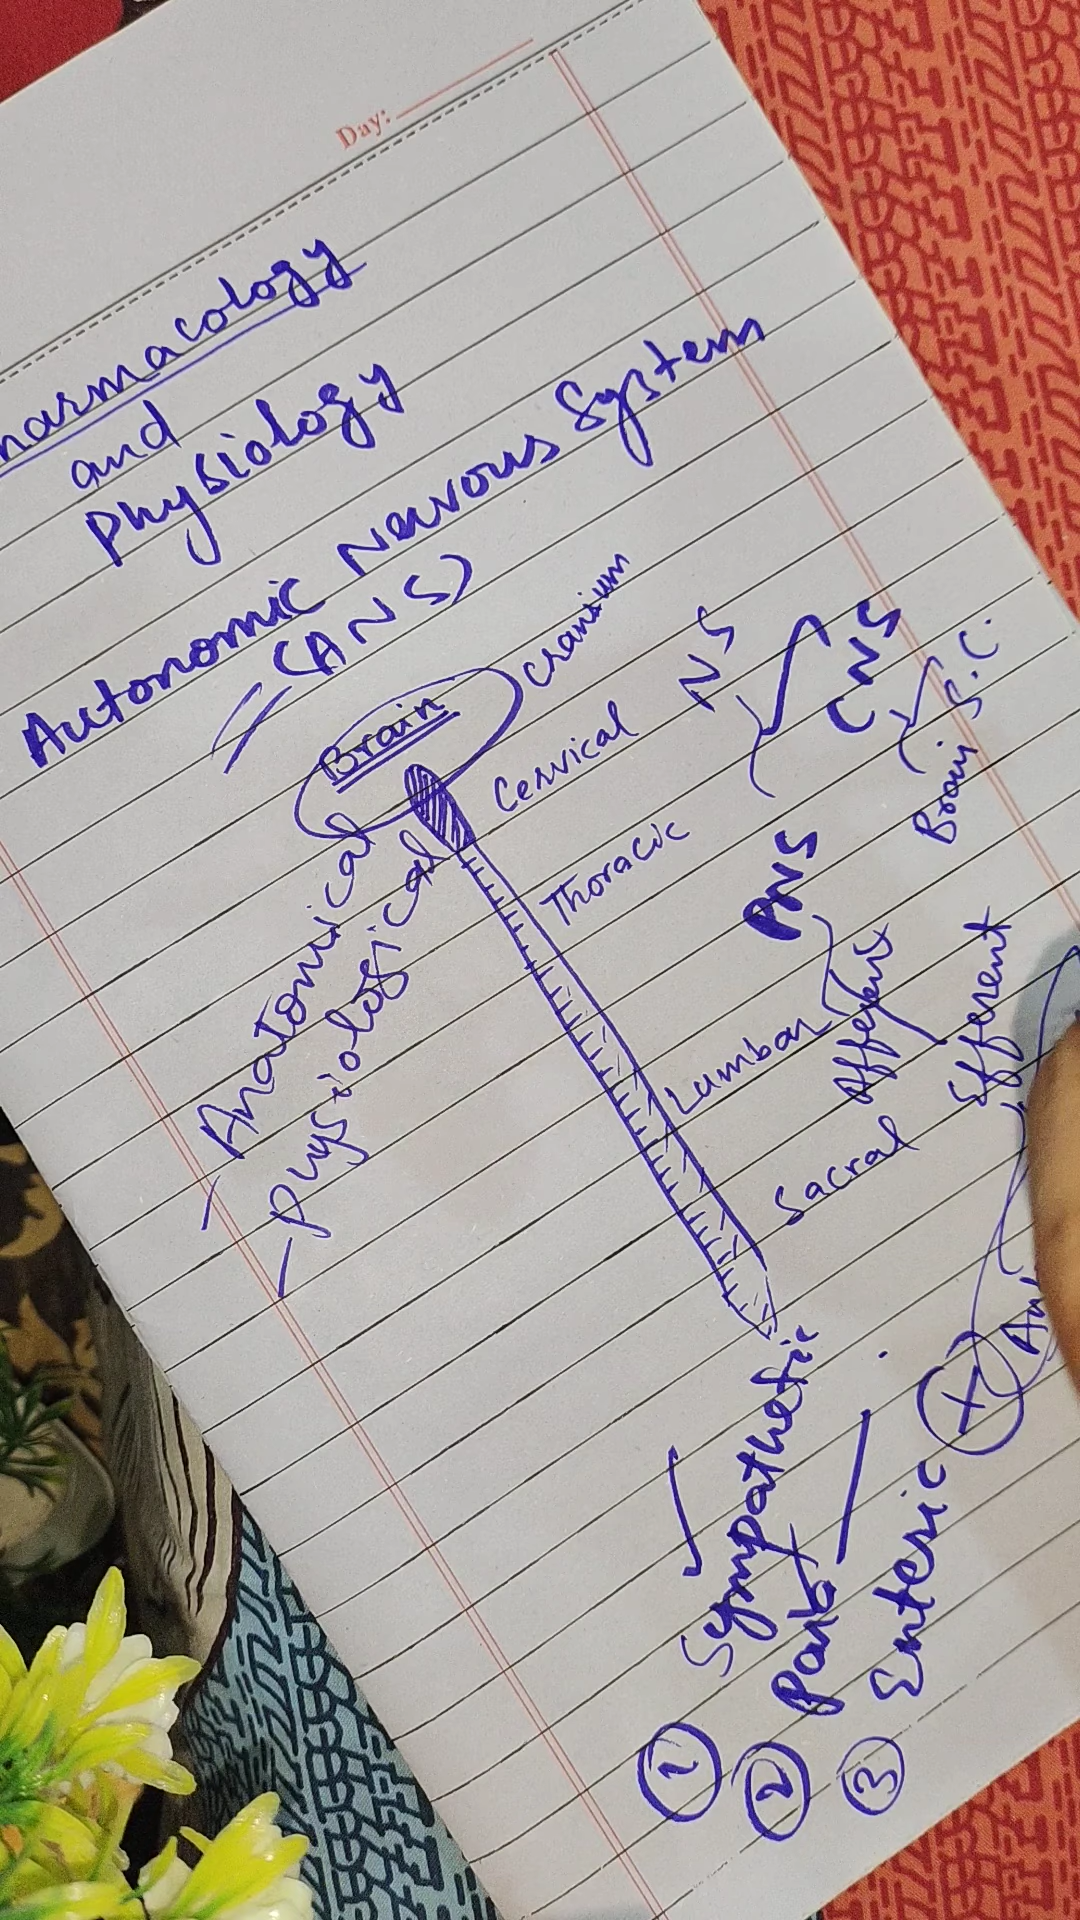 Day:
harmacology
and
Physiology
Autonomic Nervous System
(ANS)
Brain
Cranium
Cervical
NS
CNS
Brain
S.C.
Thoracic
PNS
Afferent
Efferent
Lumbar
Sacral
- Anatomical
- Physiological
① Sympathetic
②
③ Enteric